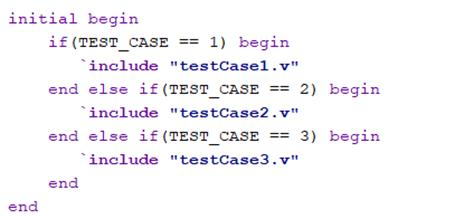 initial begin
    if(TEST_CASE == 1) begin
        `include "testCase1.v"
    end else if(TEST_CASE == 2) begin
        `include "testCase2.v"
    end else if(TEST_CASE == 3) begin
        `include "testCase3.v"
    end
end